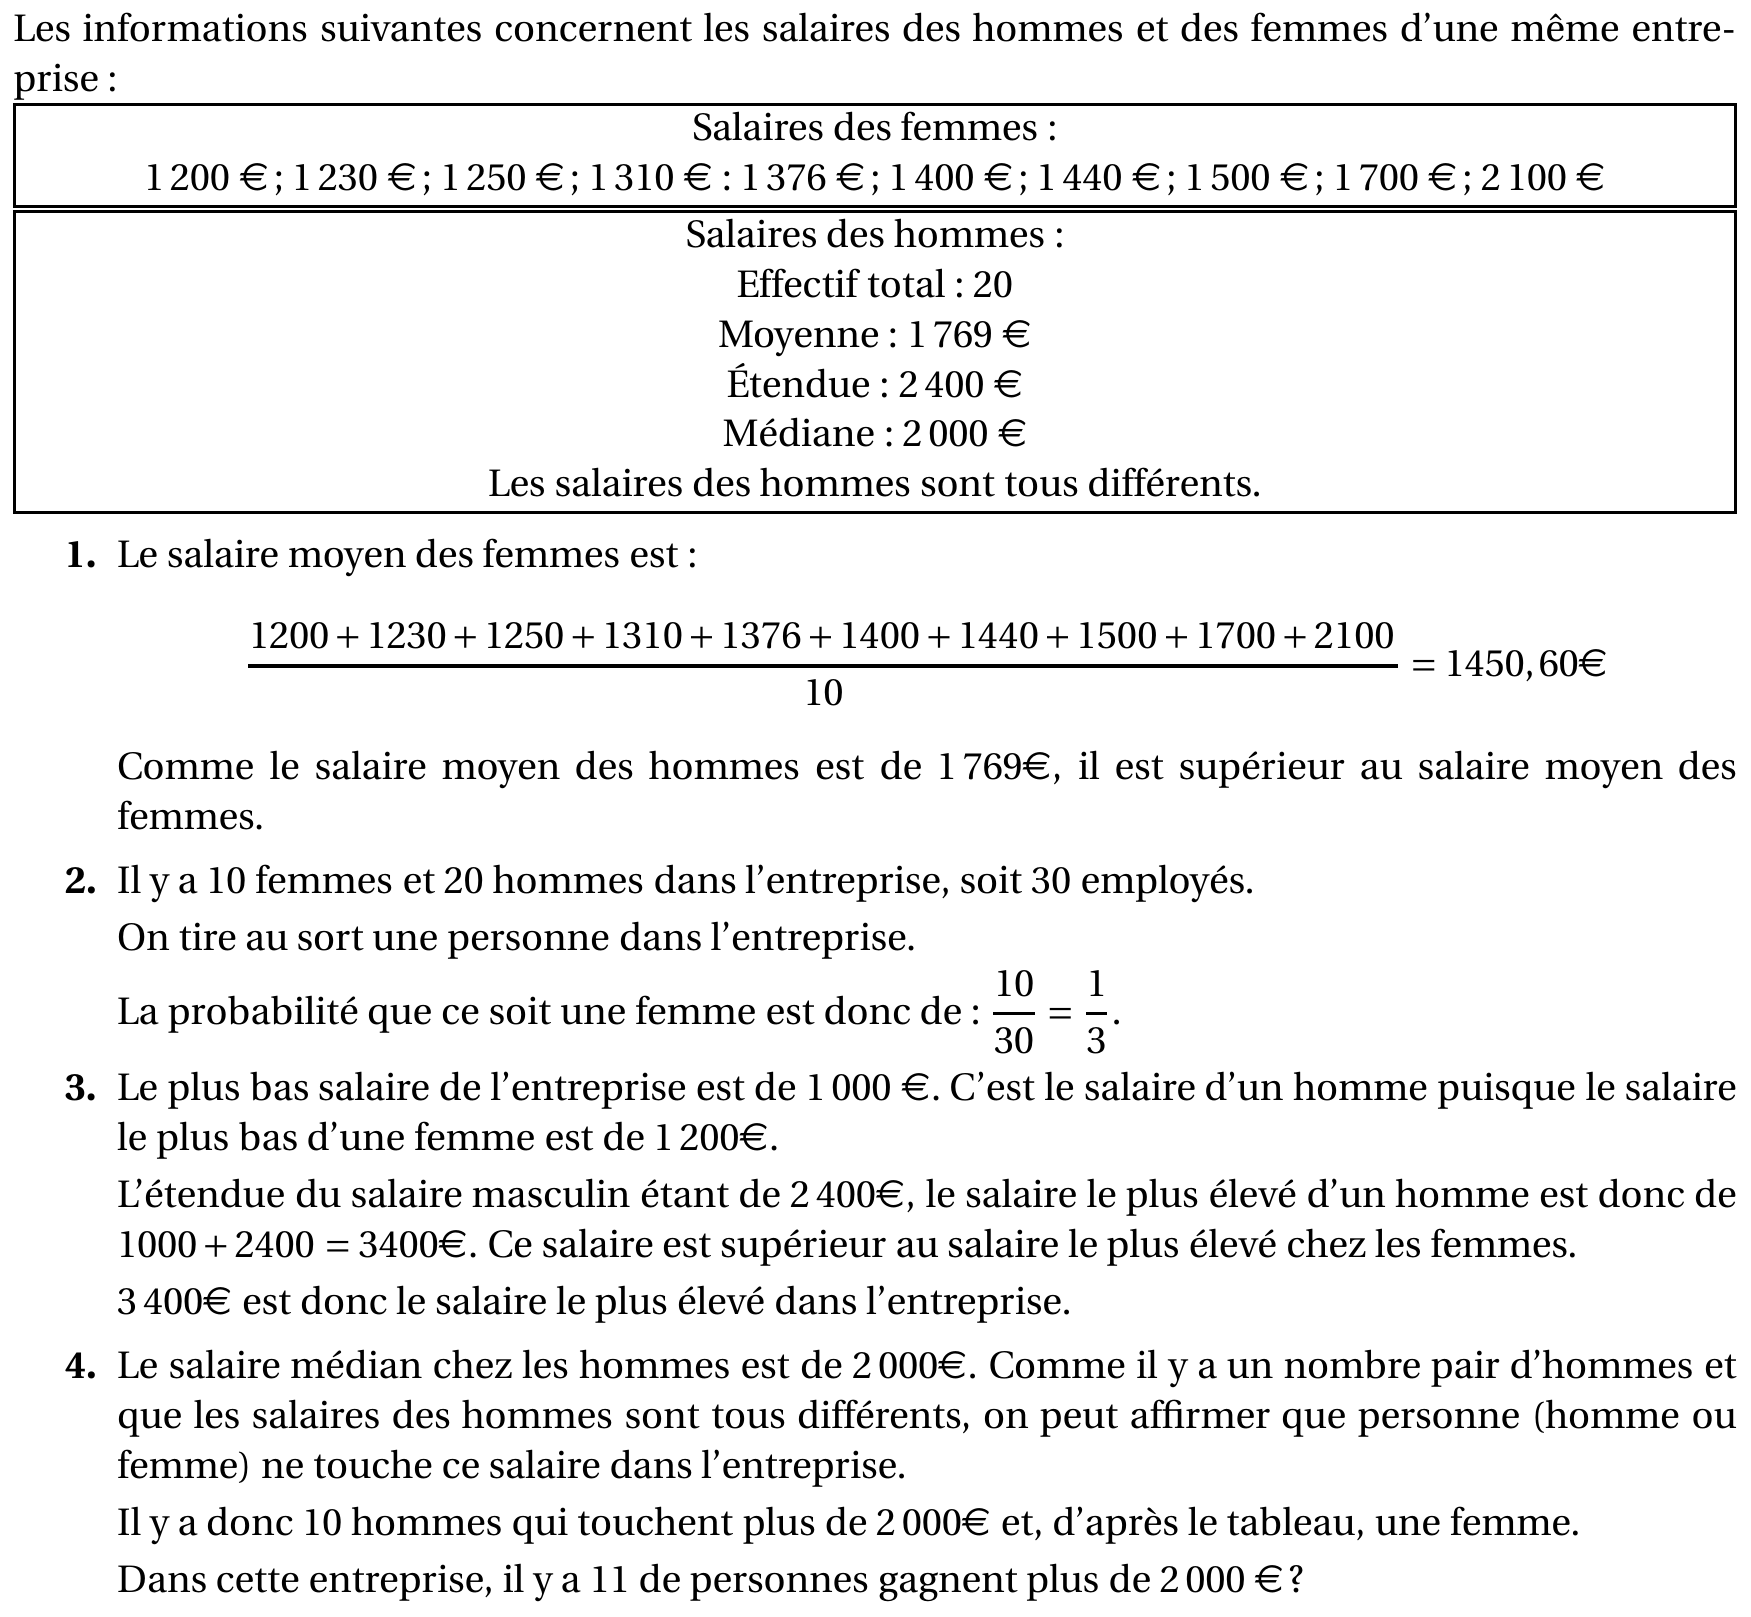 Les informations suivantes concernent les salaires des hommes et des femmes d’une même entre-
prise :
Salaires des femmes :
1 200 € ; 1 230 € ; 1 250 € ; 1 310 € : 1 376 € ; 1 400 € ; 1 440 € ; 1 500 € ; 1 700 € ; 2 100 €
Salaires des hommes :
Effectif total : 20
Moyenne : 1 769 €
Étendue : 2 400 €
Médiane : 2 000 €
Les salaires des hommes sont tous différents.
1. Le salaire moyen des femmes est :
1200 + 1230 + 1250 + 1310 + 1376 + 1400 + 1440 + 1500 + 1700 + 2100
= 1450,60€
10
Comme le salaire moyen des hommes est de 1 769€, il est supérieur au salaire moyen des
femmes.
2. Il y a 10 femmes et 20 hommes dans l’entreprise, soit 30 employés.
On tire au sort une personne dans l’entreprise.
La probabilité que ce soit une femme est donc de : 10/30 = 1/3.
3. Le plus bas salaire de l’entreprise est de 1 000 €. C’est le salaire d’un homme puisque le salaire
le plus bas d’une femme est de 1 200€.
L’étendue du salaire masculin étant de 2 400€, le salaire le plus élevé d’un homme est donc de
1000 + 2400 = 3400€. Ce salaire est supérieur au salaire le plus élevé chez les femmes.
3 400€ est donc le salaire le plus élevé dans l’entreprise.
4. Le salaire médian chez les hommes est de 2 000€. Comme il y a un nombre pair d’hommes et
que les salaires des hommes sont tous différents, on peut affirmer que personne (homme ou
femme) ne touche ce salaire dans l’entreprise.
Il y a donc 10 hommes qui touchent plus de 2 000€ et, d’après le tableau, une femme.
Dans cette entreprise, il y a 11 de personnes gagnent plus de 2 000 € ?